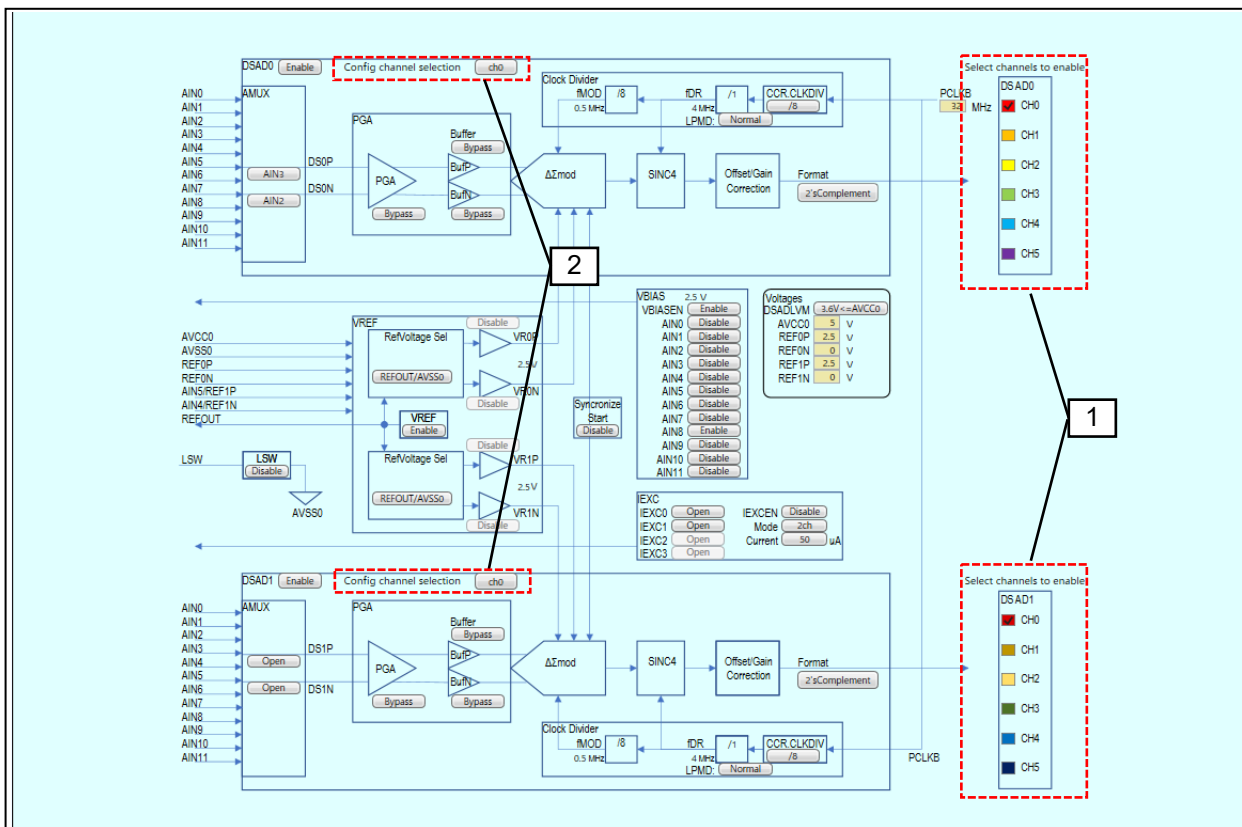 DSAD0 Enable Config channel selection ch0
Select channels to enable
DSAD0
CH0
CH1
CH2
CH3
CH4
CH5
PCLKB
32 MHz
Clock Divider
fMOD /8 fDR /1 CCR.CLKDIV
0.5 MHz 4 MHz /8
LPMD: Normal
AIN0
AIN1
AIN2
AIN3
AIN4
AIN5
AIN6
AIN7
AIN8
AIN9
AIN10
AIN11
AMUX
AIN3
AIN2
DS0P
DS0N
PGA
PGA
Bypass
Buffer
Bypass
BufP
BufN
Bypass
ΔΣmod
SINC4
Offset/Gain
Correction
Format
2'sComplement
2
1
AVCC0
AVSS0
REF0P
REF0N
AIN5/REF1P
AIN4/REF1N
REFOUT
LSW
LSW
Disable
AVSS0
VREF
Disable
RefVoltage Sel
VR0P
2.5V
REFOUT/AVSS0
VR0N
Disable
VREF
Enable
Disable
RefVoltage Sel
VR1P
2.5V
REFOUT/AVSS0
VR1N
Disable
Syncronize
Start
Disable
VBIAS 2.5 V
VBIASEN Enable
AIN0 Disable
AIN1 Disable
AIN2 Disable
AIN3 Disable
AIN4 Disable
AIN5 Disable
AIN6 Disable
AIN7 Disable
AIN8 Enable
AIN9 Disable
AIN10 Disable
AIN11 Disable
Voltages
DSADLVM 3.6V<=AVCC0
AVCC0 5 V
REF0P 2.5 V
REF0N 0 V
REF1P 2.5 V
REF1N 0 V
IEXC
IEXC0 Open IEXCEN Disable
IEXC1 Open Mode 2ch
IEXC2 Open Current 50 uA
IEXC3 Open
DSAD1 Enable Config channel selection ch0
Select channels to enable
DSAD1
CH0
CH1
CH2
CH3
CH4
CH5
AIN0
AIN1
AIN2
AIN3
AIN4
AIN5
AIN6
AIN7
AIN8
AIN9
AIN10
AIN11
AMUX
Open
Open
DS1P
DS1N
PGA
PGA
Bypass
Buffer
Bypass
BufP
BufN
Bypass
ΔΣmod
SINC4
Offset/Gain
Correction
Format
2'sComplement
Clock Divider
fMOD /8 fDR /1 CCR.CLKDIV
0.5 MHz 4 MHz /8
LPMD: Normal
PCLKB